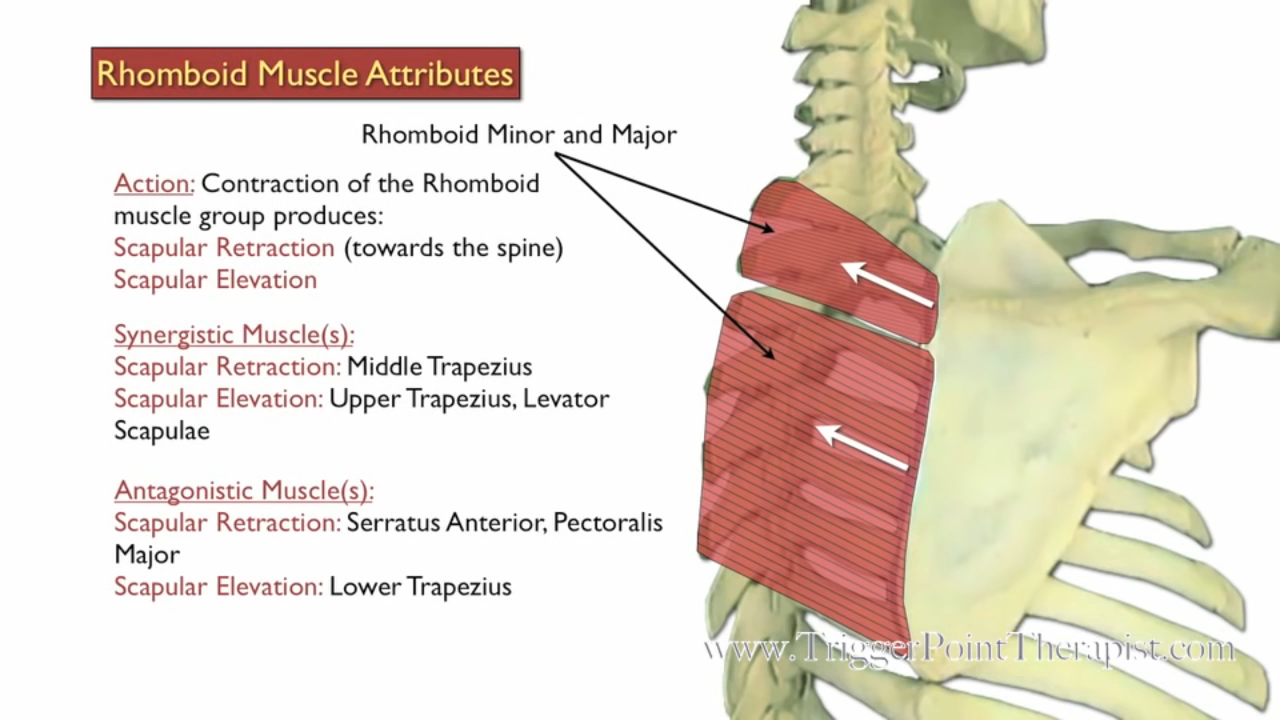 Rhomboid Muscle Attributes
Rhomboid Minor and Major
Action: Contraction of the Rhomboid
muscle group produces:
Scapular Retraction (towards the spine)
Scapular Elevation
Synergistic Muscle(s):
Scapular Retraction: Middle Trapezius
Scapular Elevation: Upper Trapezius, Levator
Scapulae
Antagonistic Muscle(s):
Scapular Retraction: Serratus Anterior, Pectoralis
Major
Scapular Elevation: Lower Trapezius
www.TriggerPointTherapist.com